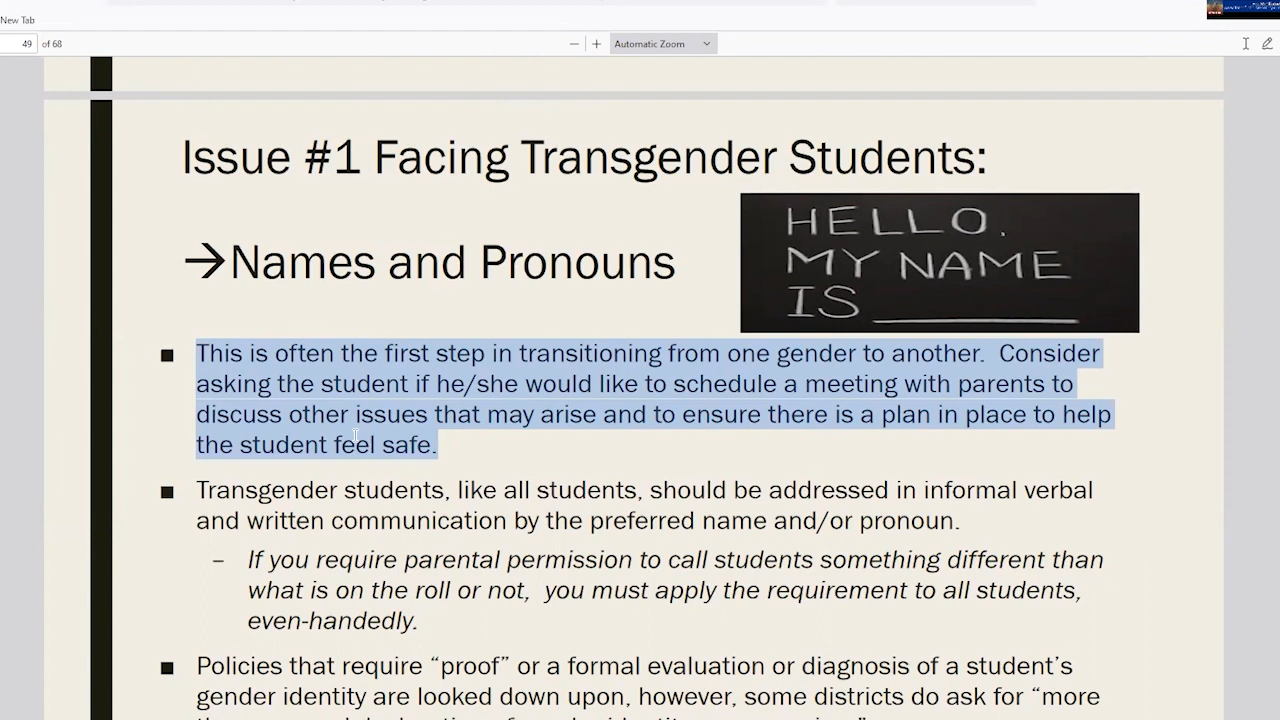 New Tab
49 of 68
Automatic Zoom
Issue #1 Facing Transgender Students:
→Names and Pronouns
HELLO.
MY NAME
IS ________
■ This is often the first step in transitioning from one gender to another. Consider
asking the student if he/she would like to schedule a meeting with parents to
discuss other issues that may arise and to ensure there is a plan in place to help
the student feel safe.
■ Transgender students, like all students, should be addressed in informal verbal
and written communication by the preferred name and/or pronoun.
– If you require parental permission to call students something different than
what is on the roll or not, you must apply the requirement to all students,
even-handedly.
■ Policies that require “proof” or a formal evaluation or diagnosis of a student’s
gender identity are looked down upon, however, some districts do ask for “more